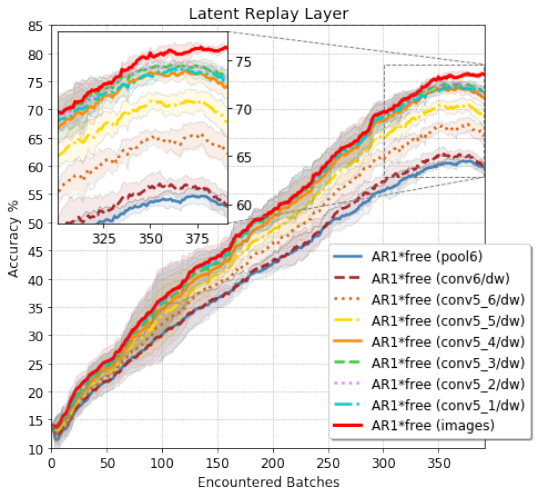 Latent Replay Layer
85
80
75
70
65
60
55
50
45
40
35
30
25
20
15
10
Accuracy %
75
70
65
60
325
350
375
AR1*free (pool6)
AR1*free (conv6/dw)
AR1*free (conv5_6/dw)
AR1*free (conv5_5/dw)
AR1*free (conv5_4/dw)
AR1*free (conv5_3/dw)
AR1*free (conv5_2/dw)
AR1*free (conv5_1/dw)
AR1*free (images)
0
50
100
150
200
250
300
350
Encountered Batches